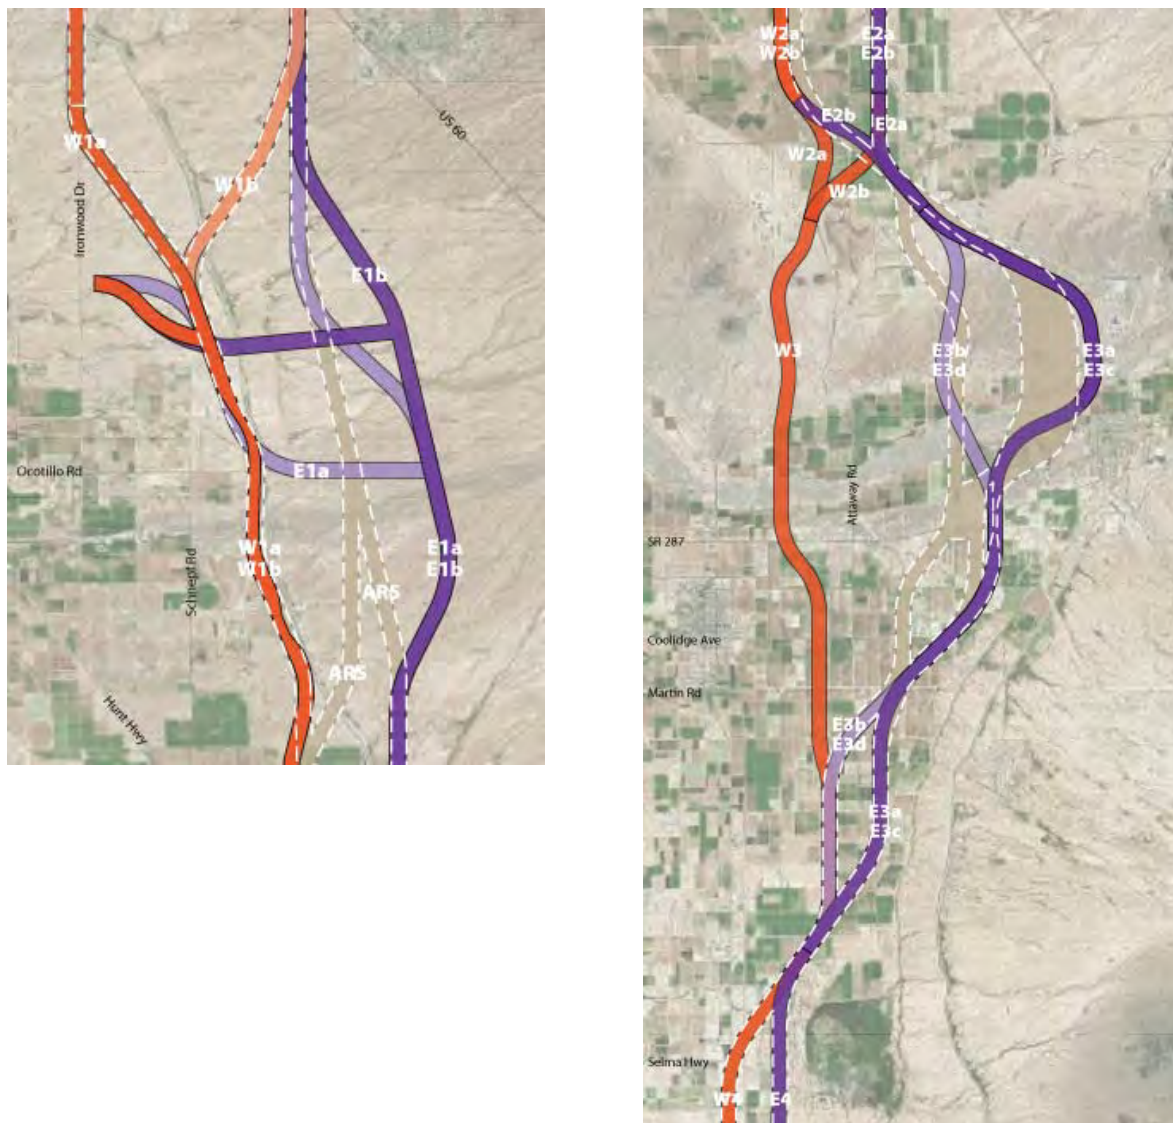 US 60
W1a
Ironwood Dr
W1b
E1b
Ocotillo Rd
E1a
Schnepf Rd
W1a
W1b
E1a
E1b
AR5
AR5
Hunt Hwy
W2a
W2b
E2a
E2b
E2b
E2a
W2a
W2b
W3
E3b
E3d
E3a
E3c
Attaway Rd
SR 287
Coolidge Ave
Martin Rd
E3b
E3d
E3a
E3c
Selma Hwy
W4
E4